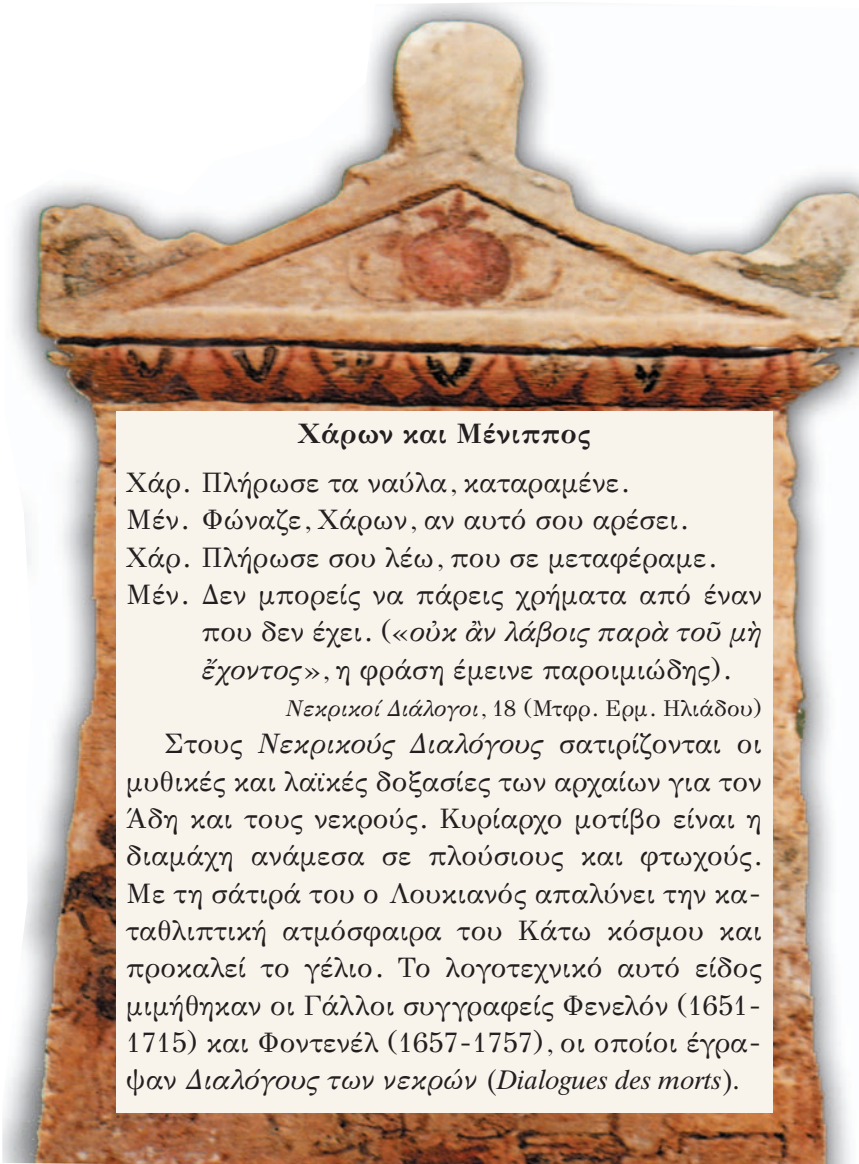 Χάρων και Μένιππος
Χάρ. Πλήρωσε τα ναύλα, καταραμένε.
Μέν. Φώναζε, Χάρων, αν αυτό σου αρέσει.
Χάρ. Πλήρωσε σου λέω, που σε μεταφέραμε.
Μέν. Δεν μπορείς να πάρεις χρήματα από έναν
που δεν έχει. («οὐκ ἂν λάβοις παρὰ τοῦ μὴ
ἔχοντος», η φράση έμεινε παροιμιώδης).
Νεκρικοί Διάλογοι, 18 (Μτφρ. Ερμ. Ηλιάδου)
Στους Νεκρικούς Διαλόγους σατιρίζονται οι
μυθικές και λαϊκές δοξασίες των αρχαίων για τον
Άδη και τους νεκρούς. Κυρίαρχο μοτίβο είναι η
διαμάχη ανάμεσα σε πλούσιους και φτωχούς.
Με τη σάτιρά του ο Λουκιανός απαλύνει την κα-
ταθλιπτική ατμόσφαιρα του Κάτω κόσμου και
προκαλεί το γέλιο. Το λογοτεχνικό αυτό είδος
μιμήθηκαν οι Γάλλοι συγγραφείς Φενελόν (1651-
1715) και Φοντενέλ (1657-1757), οι οποίοι έγρα-
ψαν Διαλόγους των νεκρών (Dialogues des morts).